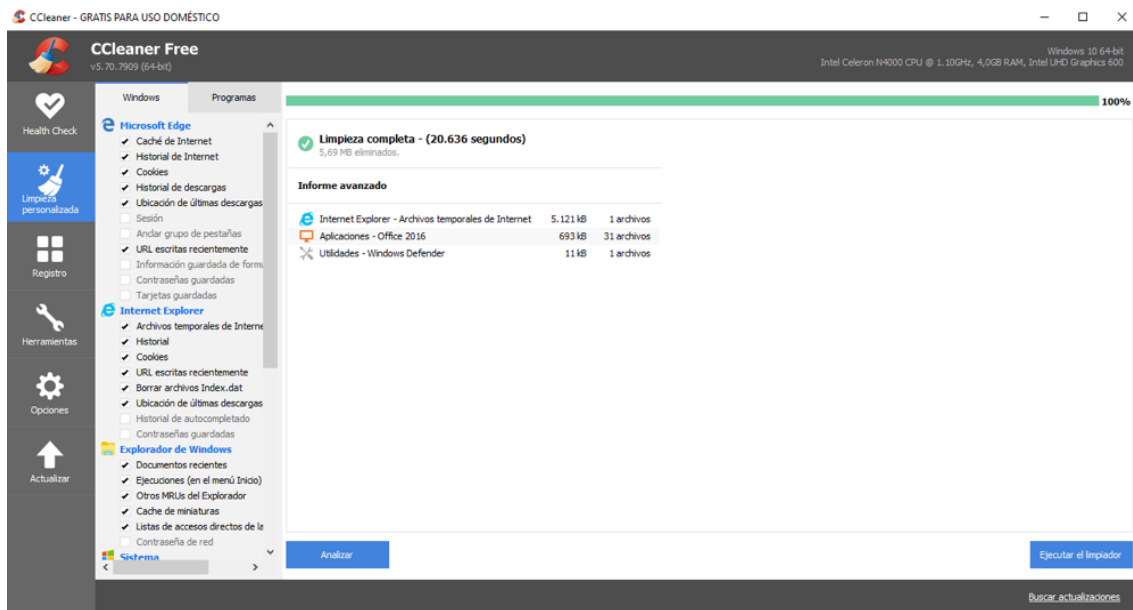 CCleaner - GRATIS PARA USO DOMÉSTICO
CCleaner Free
v5.70.7909 (64-bit)
Windows 10 64-bit
Intel Celeron N4000 CPU @ 1.10GHz, 4,0GB RAM, Intel UHD Graphics 600
Health Check
Limpieza
personalizada
Registro
Herramientas
Opciones
Actualizar
Windows
Programas
Microsoft Edge
Caché de Internet
Historial de Internet
Cookies
Historial de descargas
Ubicación de últimas descargas
Sesión
Andar grupo de pestañas
URL escritas recientemente
Información guardada de formu
Contraseñas guardadas
Tarjetas guardadas
Internet Explorer
Archivos temporales de Interne
Historial
Cookies
URL escritas recientemente
Borrar archivos Index.dat
Ubicación de últimas descargas
Historial de autocompletado
Contraseñas guardadas
Explorador de Windows
Documentos recientes
Ejecuciones (en el menú Inicio)
Otros MRUs del Explorador
Cache de miniaturas
Listas de accesos directos de la
Contraseña de red
Sistema
100%
Limpieza completa - (20.636 segundos)
5,69 MB eliminados.
Informe avanzado
Internet Explorer - Archivos temporales de Internet 5.121 kB 1 archivos
Aplicaciones - Office 2016 693 kB 31 archivos
Utilidades - Windows Defender 11 kB 1 archivos
Analizar
Ejecutar el limpiador
Buscar actualizaciones